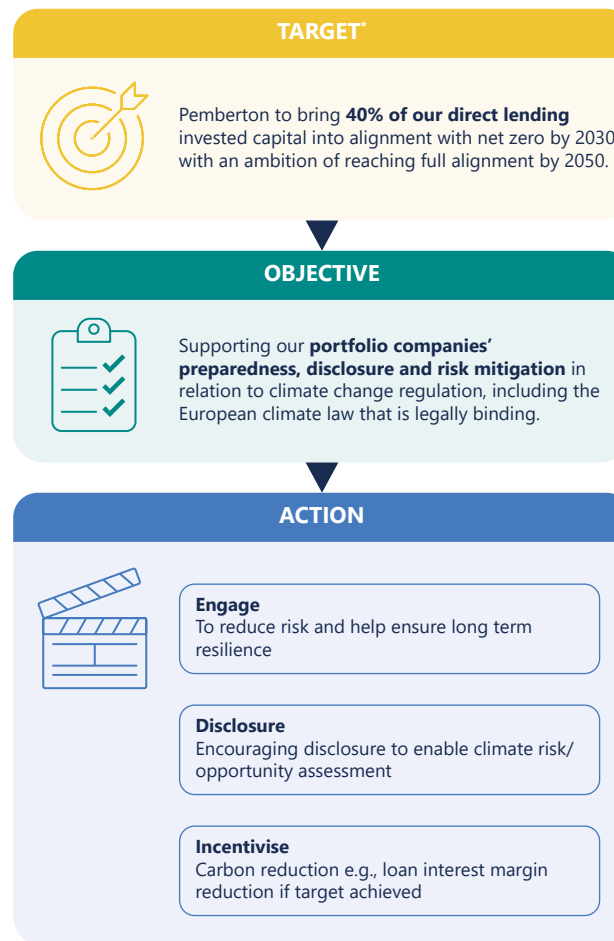 TARGET*
Pemberton to bring 40% of our direct lending
invested capital into alignment with net zero by 2030
with an ambition of reaching full alignment by 2050.
OBJECTIVE
Supporting our portfolio companies’
preparedness, disclosure and risk mitigation in
relation to climate change regulation, including the
European climate law that is legally binding.
ACTION
Engage
To reduce risk and help ensure long term
resilience
Disclosure
Encouraging disclosure to enable climate risk/
opportunity assessment
Incentivise
Carbon reduction e.g., loan interest margin
reduction if target achieved